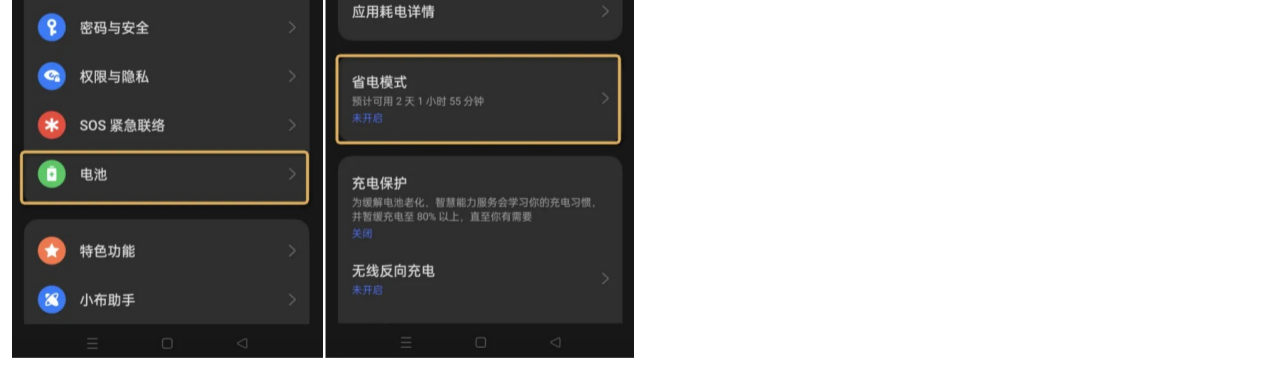 密码与安全
权限与隐私
SOS 紧急联络
电池
特色功能
小布助手
应用耗电详情
省电模式
预计可用 2 天 1 小时 55 分钟
未开启
充电保护
为缓解电池老化，智慧能力服务会学习你的充电习惯，
并暂缓充电至 80% 以上，直至你有需要
关闭
无线反向充电
未开启